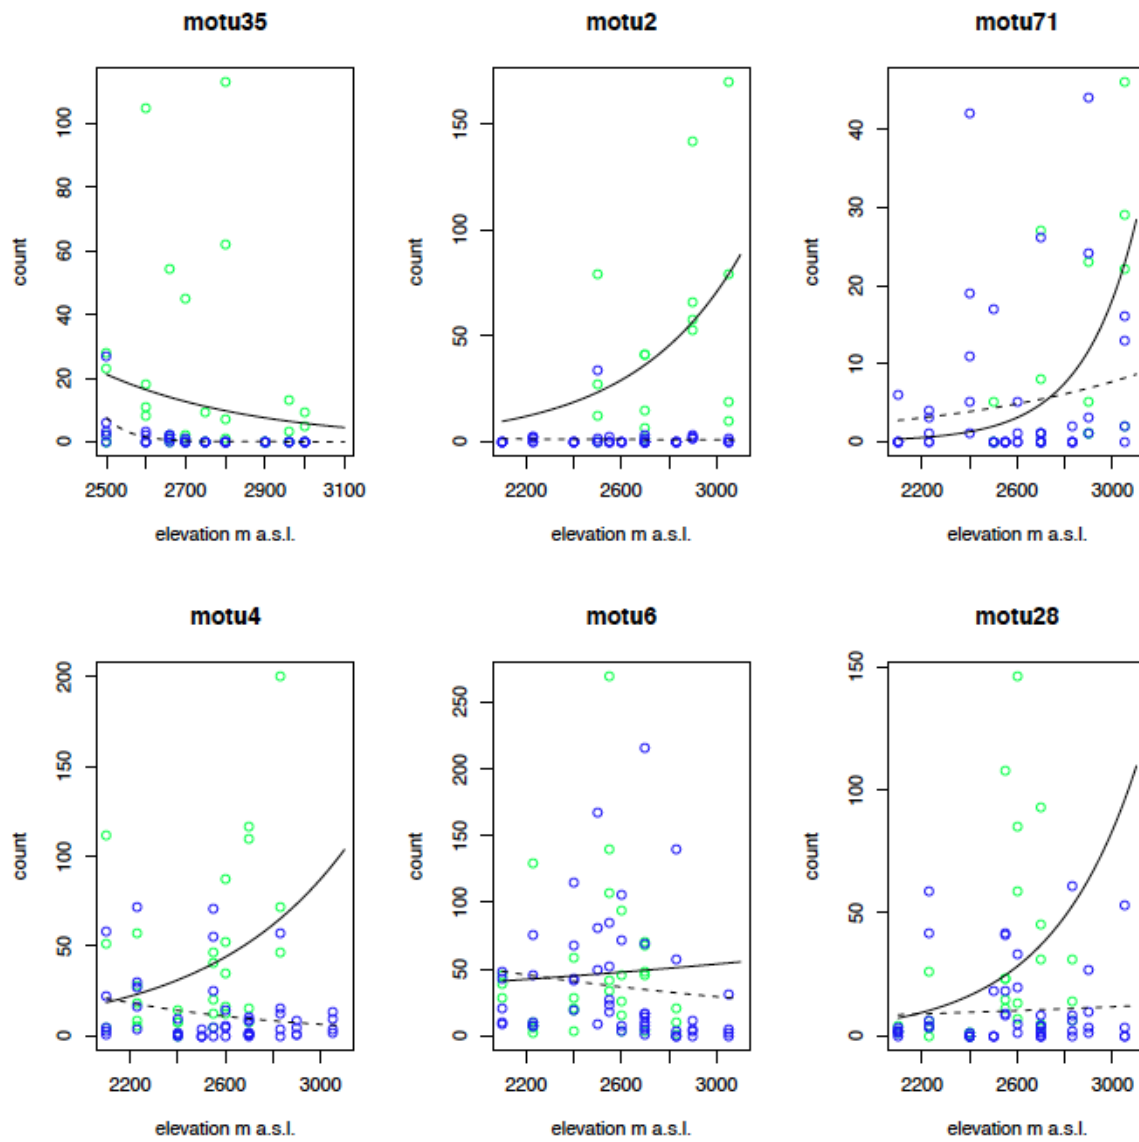 motu35
motu2
motu71
count
0 20 40 60 80 100
2500 2700 2900 3100
elevation m a.s.l.
count
0 50 100 150
2200 2600 3000
elevation m a.s.l.
count
0 10 20 30 40
2200 2600 3000
elevation m a.s.l.
motu4
motu6
motu28
count
0 50 100 150 200
2200 2600 3000
elevation m a.s.l.
count
0 50 100 150 200 250
2200 2600 3000
elevation m a.s.l.
count
0 50 100 150
2200 2600 3000
elevation m a.s.l.